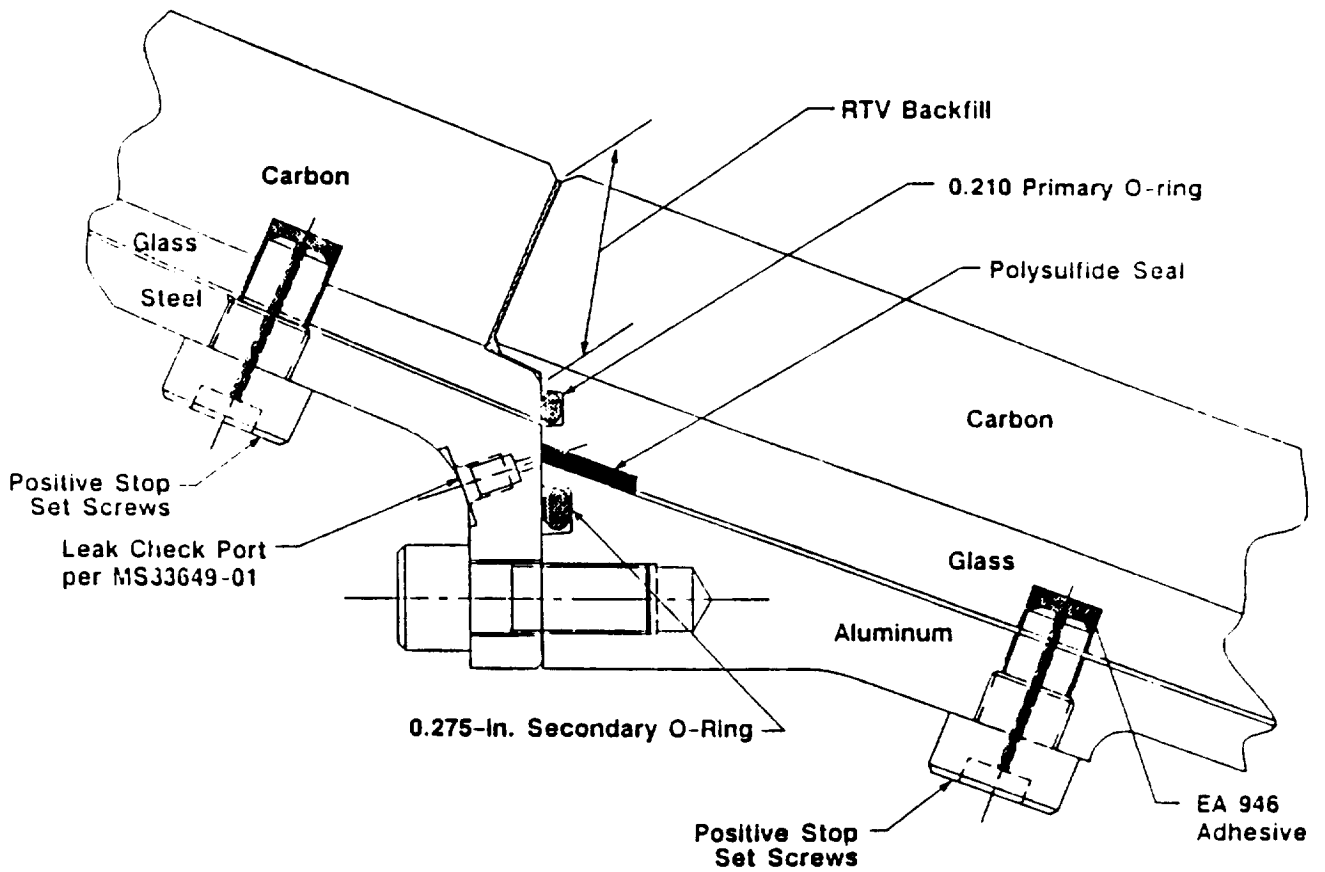 RTV Backfill
Carbon
0.210 Primary O-ring
Glass
Polysulfide Seal
Steel
Carbon
Positive Stop
Set Screws
Leak Check Port
per MS33649-01
Glass
Aluminum
0.275-in. Secondary O-Ring
EA 946
Adhesive
Positive Stop
Set Screws